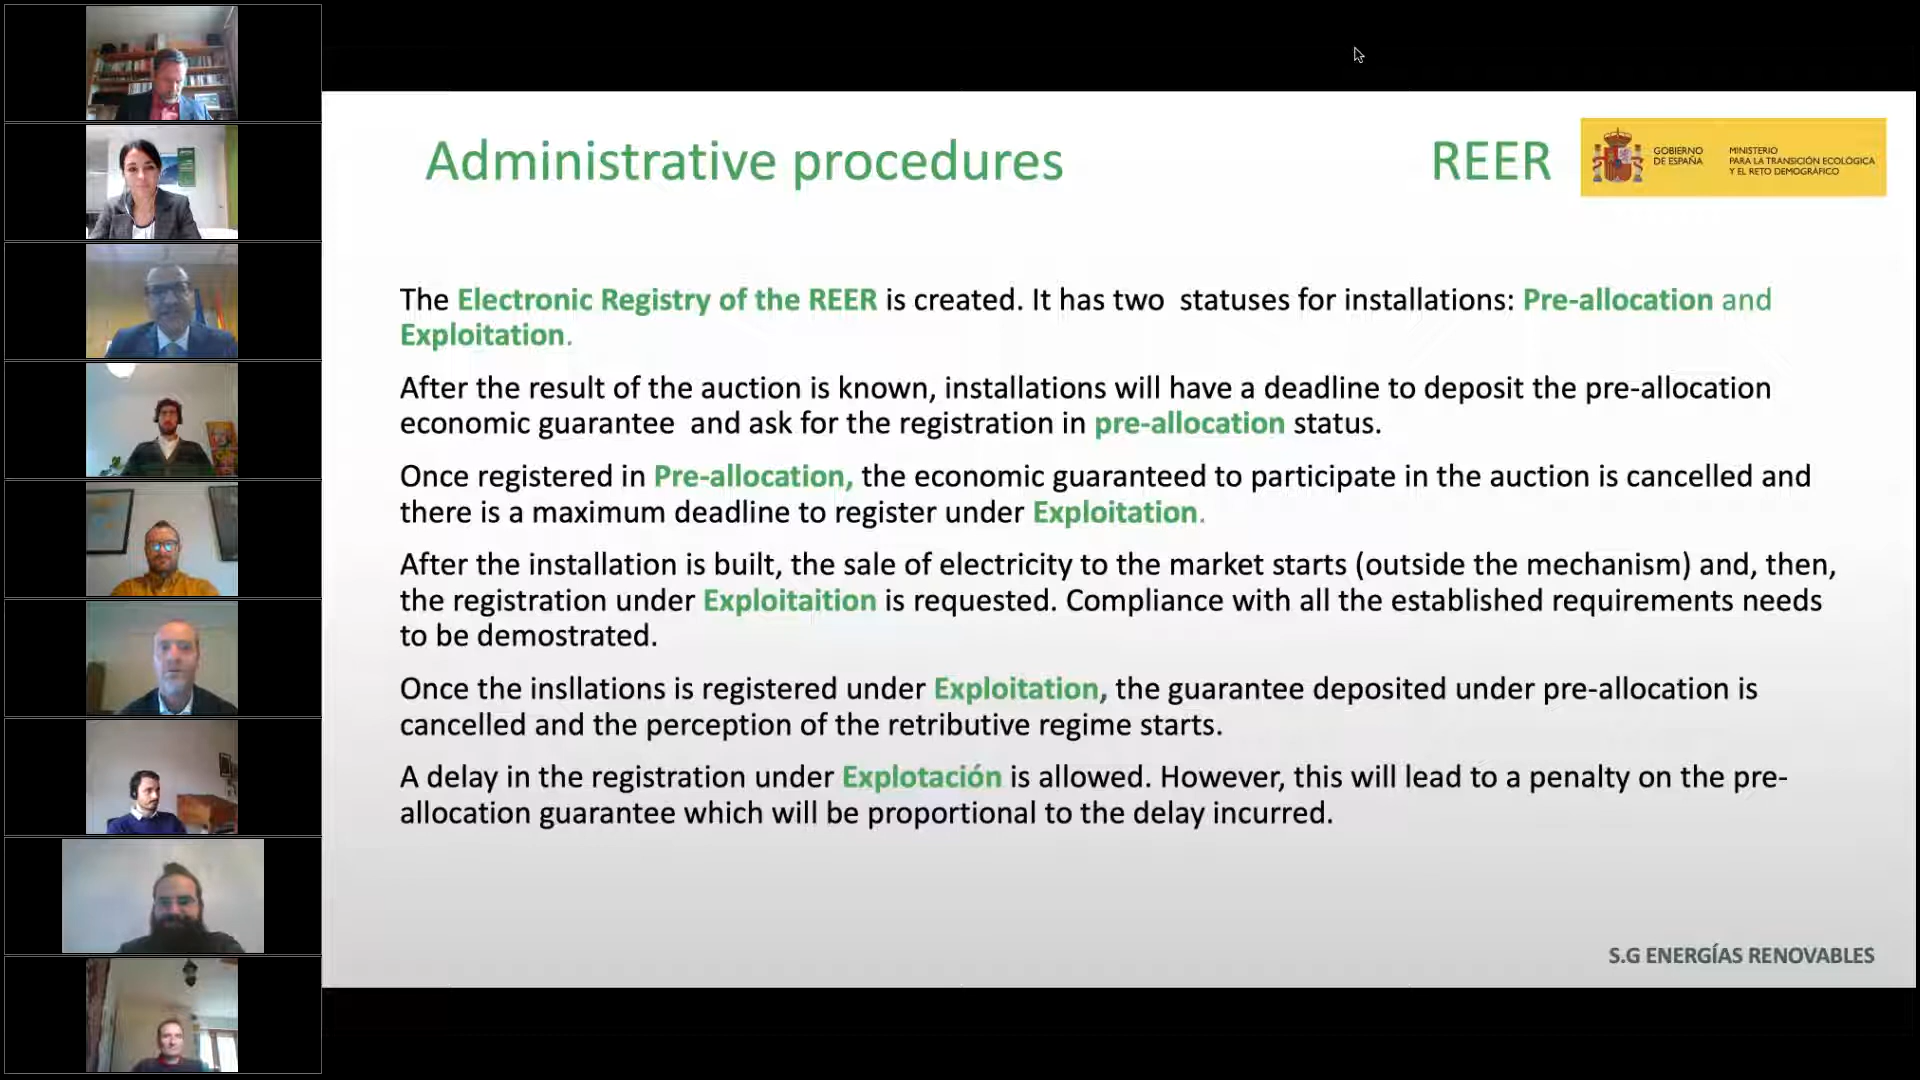 Administrative procedures
REER
GOBIERNO
DE ESPAÑA
MINISTERIO
PARA LA TRANSICIÓN ECOLÓGICA
Y EL RETO DEMOGRÁFICO
The Electronic Registry of the REER is created. It has two statuses for installations: Pre-allocation and
Exploitation.
After the result of the auction is known, installations will have a deadline to deposit the pre-allocation
economic guarantee and ask for the registration in pre-allocation status.
Once registered in Pre-allocation, the economic guaranteed to participate in the auction is cancelled and
there is a maximum deadline to register under Exploitation.
After the installation is built, the sale of electricity to the market starts (outside the mechanism) and, then,
the registration under Exploitaition is requested. Compliance with all the established requirements needs
to be demostrated.
Once the insllations is registered under Exploitation, the guarantee deposited under pre-allocation is
cancelled and the perception of the retributive regime starts.
A delay in the registration under Explotación is allowed. However, this will lead to a penalty on the pre-
allocation guarantee which will be proportional to the delay incurred.
S.G ENERGÍAS RENOVABLES